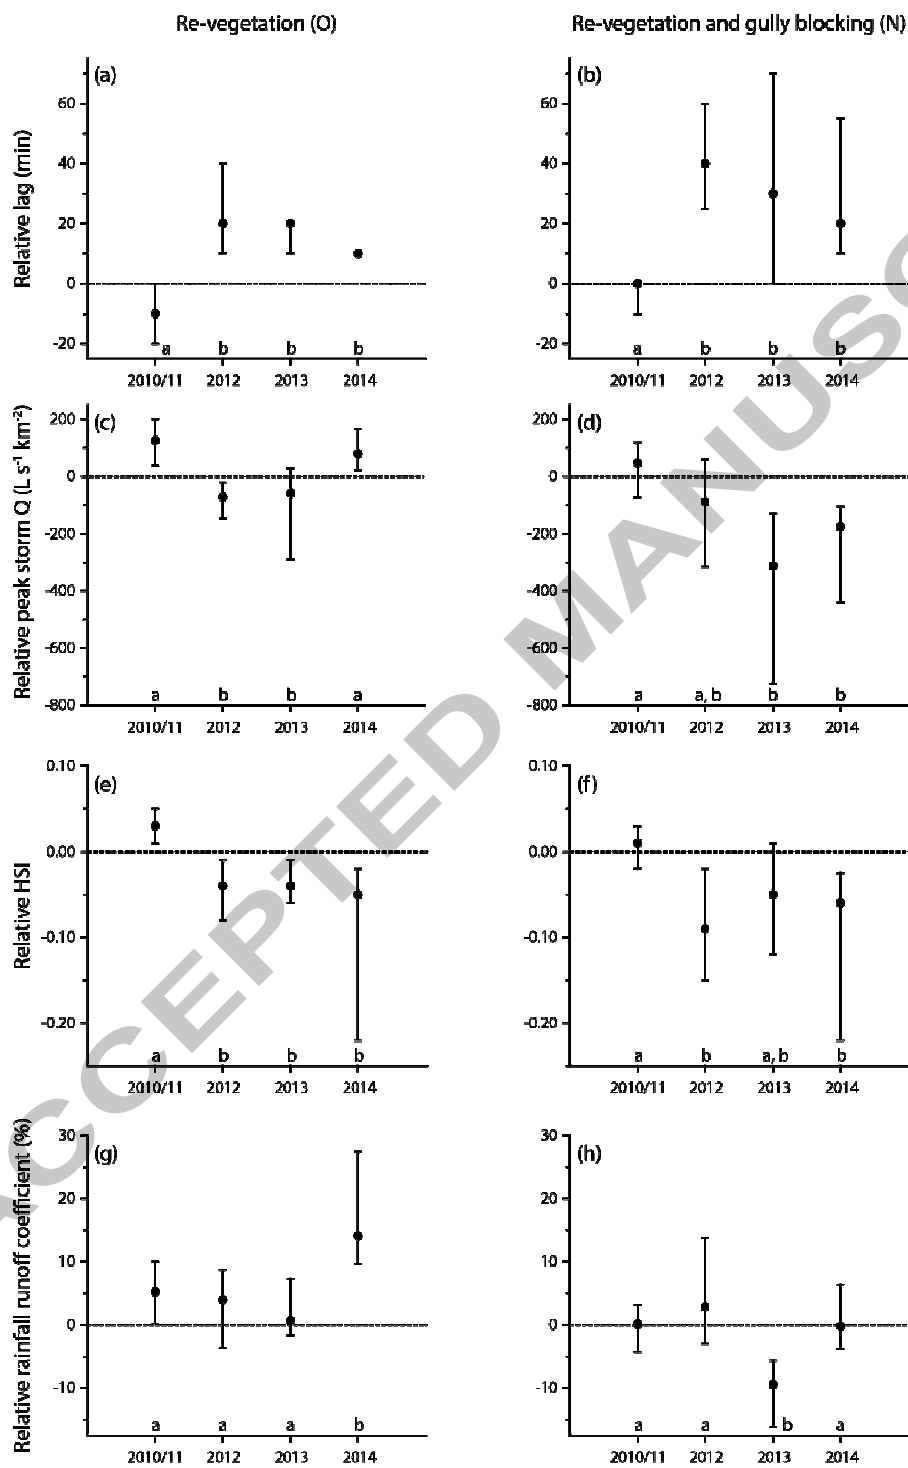 Re-vegetation (O)
Re-vegetation and gully blocking (N)
(a)
Relative lag (min)
60
40
20
0
-20
a b b b
2010/11 2012 2013 2014
(b)
60
40
20
0
-20
a b b b
2010/11 2012 2013 2014
(c)
Relative peak storm Q (L s⁻¹ km⁻²)
200
0
-200
-400
-600
-800
a b b a
2010/11 2012 2013 2014
(d)
200
0
-200
-400
-600
-800
a a, b b b
2010/11 2012 2013 2014
(e)
Relative HSI
0.10
0.00
-0.10
-0.20
a b b b
2010/11 2012 2013 2014
(f)
0.10
0.00
-0.10
-0.20
a b a, b b
2010/11 2012 2013 2014
(g)
Relative rainfall runoff coefficient (%)
30
20
10
0
-10
a a a b
2010/11 2012 2013 2014
(h)
30
20
10
0
-10
a a b a
2010/11 2012 2013 2014
ACCEPTED MANUSC